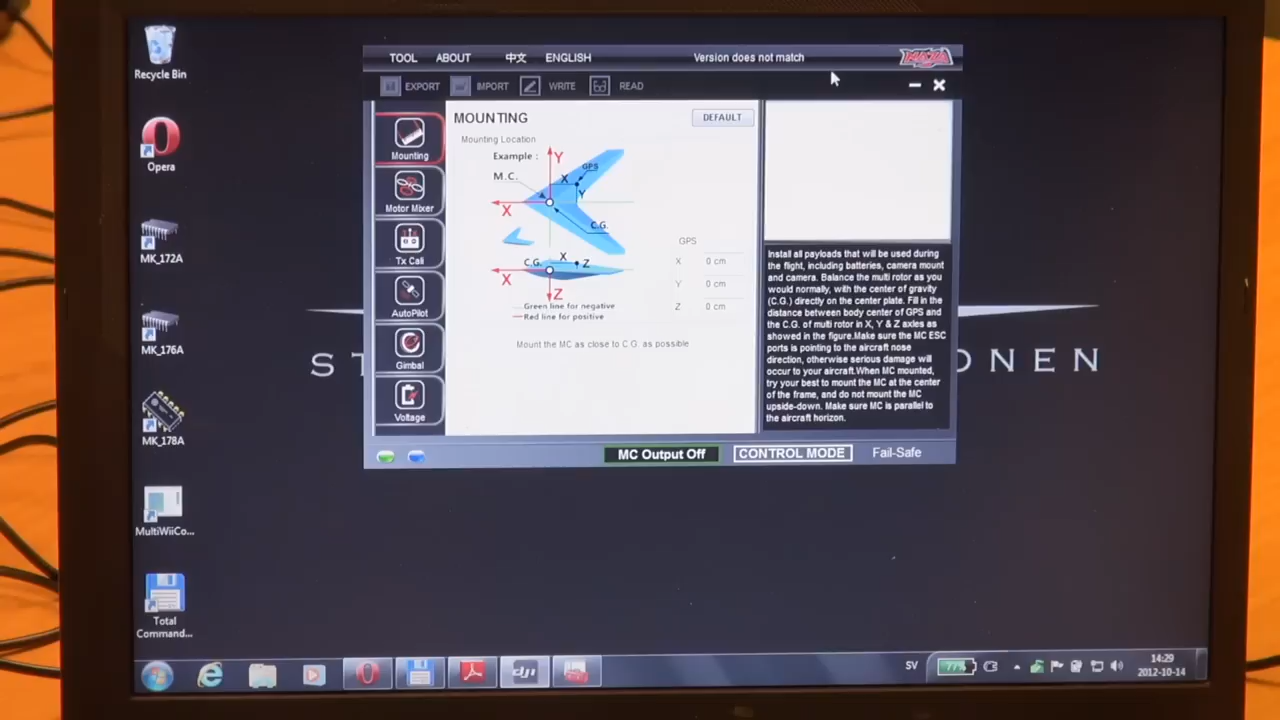 Recycle Bin
Opera
MK_172A
MK_176A
MK_178A
MultiWiiCo...
Total
Command...
TOOL ABOUT 中文 ENGLISH Version does not match NAZA
EXPORT IMPORT WRITE READ
Mounting
Motor Mixer
Tx Cali
AutoPilot
Gimbal
Voltage
MOUNTING DEFAULT
Mounting Location
Example :
Y
GPS
X
M.C.
Y
X
C.G.
C.G. X Z
X
Z
Green line for negative
Red line for positive
GPS
X 0 cm
Y 0 cm
Z 0 cm
Mount the MC as close to C.G. as possible
Install all payloads that will be used during
the flight, including batteries, camera mount
and camera. Balance the multi rotor as you
would normally, with the center of gravity
(C.G.) directly on the center plate. Fill in the
distance between body center of GPS and
the C.G. of multi rotor in X, Y & Z axles as
showed in the figure.Make sure the MC ESC
ports is pointing to the aircraft nose
direction, otherwise serious damage will
occur to your aircraft.When MC mounted,
try your best to mount the MC at the center
of the frame, and do not mount the MC
upside-down. Make sure MC is parallel to
the aircraft horizon.
MC Output Off CONTROL MODE Fail-Safe
ST
ONEN
dji
SV 77% 14:29
2012-10-14